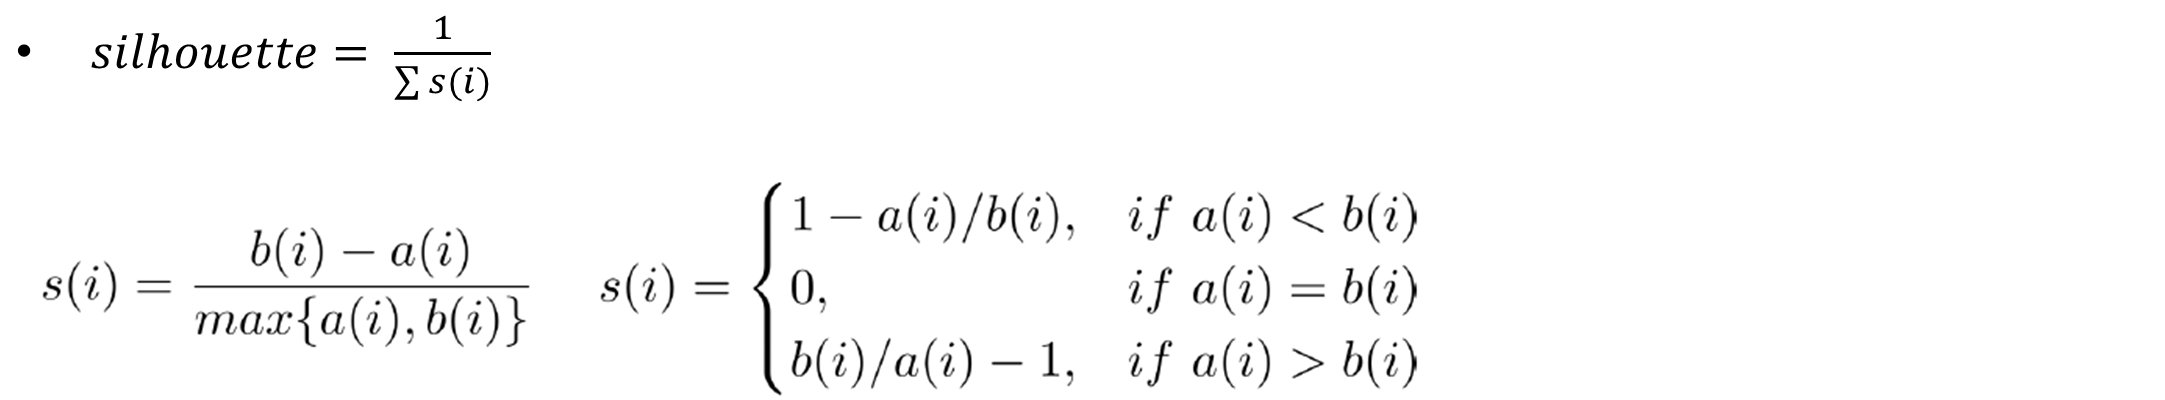 • silhouette = 1 / ∑ s(i)
s(i) = b(i) − a(i) / max{a(i), b(i)}
s(i) = { 1 − a(i)/b(i), if a(i) < b(i)
0, if a(i) = b(i)
b(i)/a(i) − 1, if a(i) > b(i)